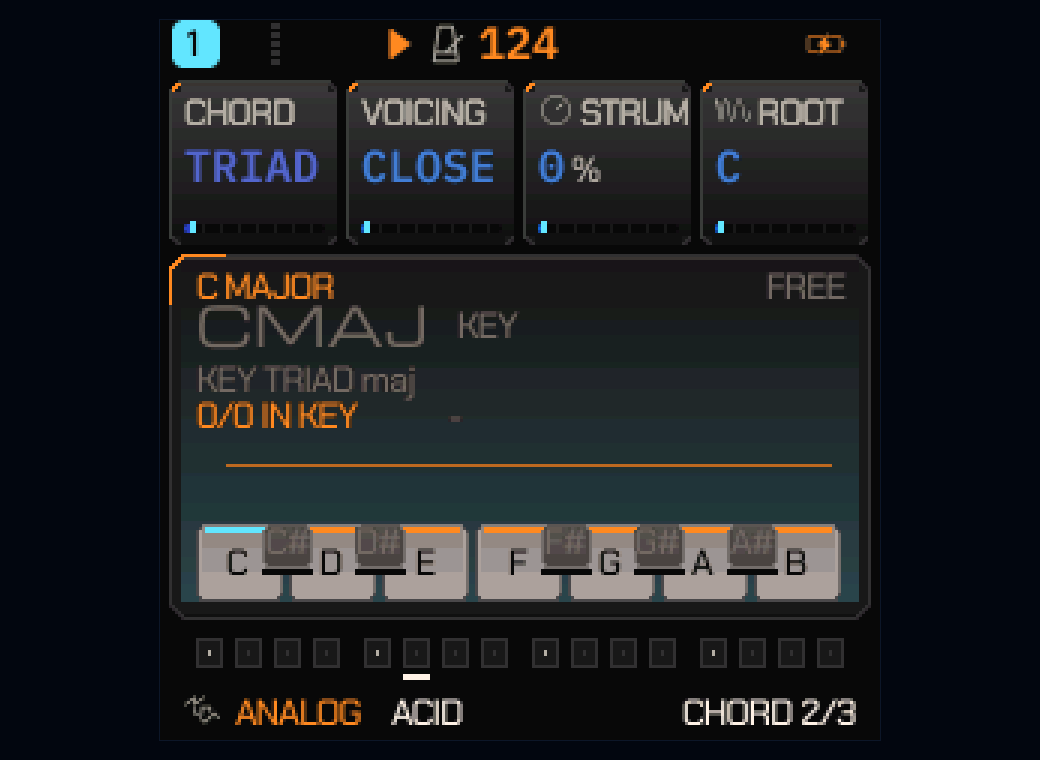 1 124
CHORD VOICING STRUM ROOT
TRIAD CLOSE 0% C
C MAJOR FREE
CMAJ KEY
KEY TRIAD maj
0/0 IN KEY -
C# D# F# G# A#
C D E F G A B
ANALOG ACID CHORD 2/3